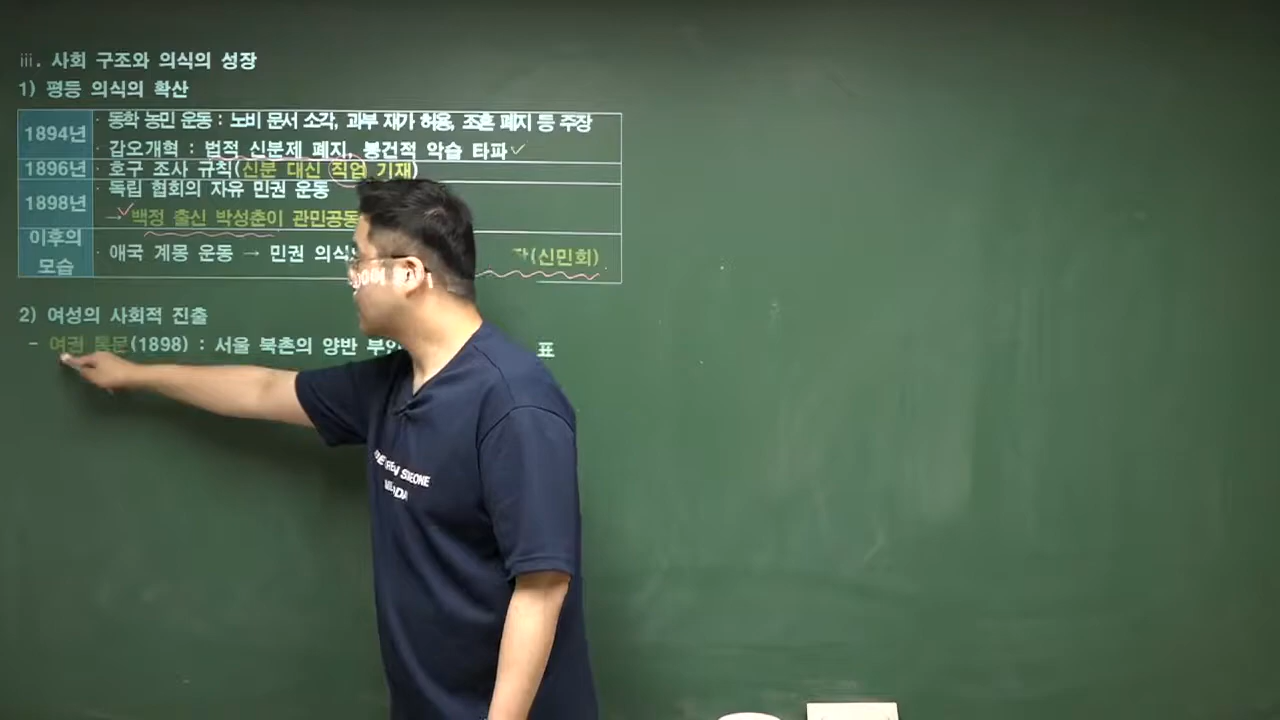 ⅲ. 사회 구조와 의식의 성장
1) 평등 의식의 확산
1894년
· 동학 농민 운동 : 노비 문서 소각, 과부 재가 허용, 조혼 폐지 등 주장
· 갑오개혁 : 법적 신분제 폐지, 봉건적 악습 타파
1896년 호구 조사 규칙(신분 대신 직업 기재)
1898년
· 독립 협회의 자유 민권 운동
→ 백정 출신 박성춘이 관민공동
이후의 모습
· 애국 계몽 운동 → 민권 의식 (신민회)
2) 여성의 사회적 진출
- 여권 통문(1898) : 서울 북촌의 양반 표